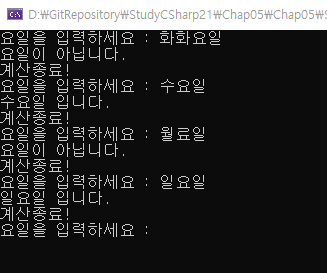 D:\GitRepository\StudyCSharp21\Chap05\Chap05\S
요일을 입력하세요 : 화화요일
요일이 아닙니다.
계산종료!
요일을 입력하세요 : 수요일
수요일 입니다.
계산종료!
요일을 입력하세요 : 월료일
요일이 아닙니다.
계산종료!
요일을 입력하세요 : 일요일
일요일 입니다.
계산종료!
요일을 입력하세요 :